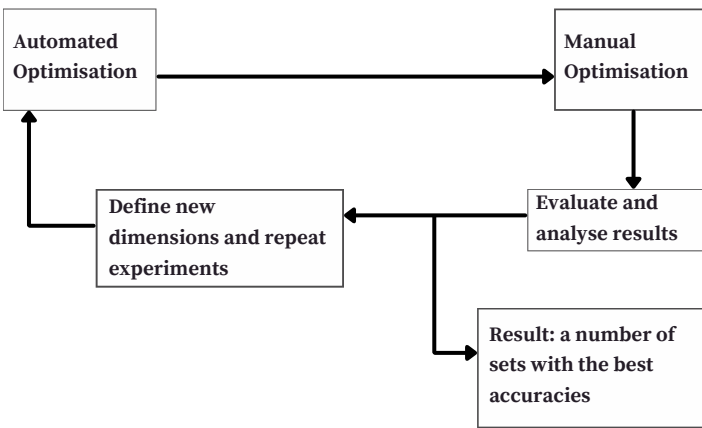 Automated
Optimisation
Manual
Optimisation
Define new
dimensions and repeat
experiments
Evaluate and
analyse results
Result: a number of
sets with the best
accuracies